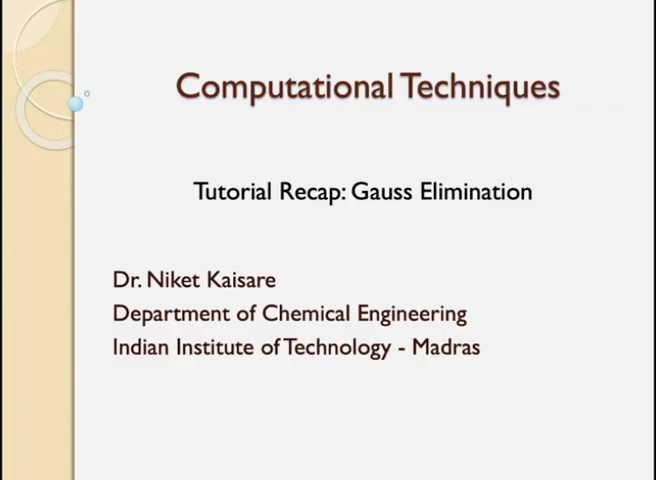 Computational Techniques
Tutorial Recap: Gauss Elimination
Dr. Niket Kaisare
Department of Chemical Engineering
Indian Institute of Technology - Madras